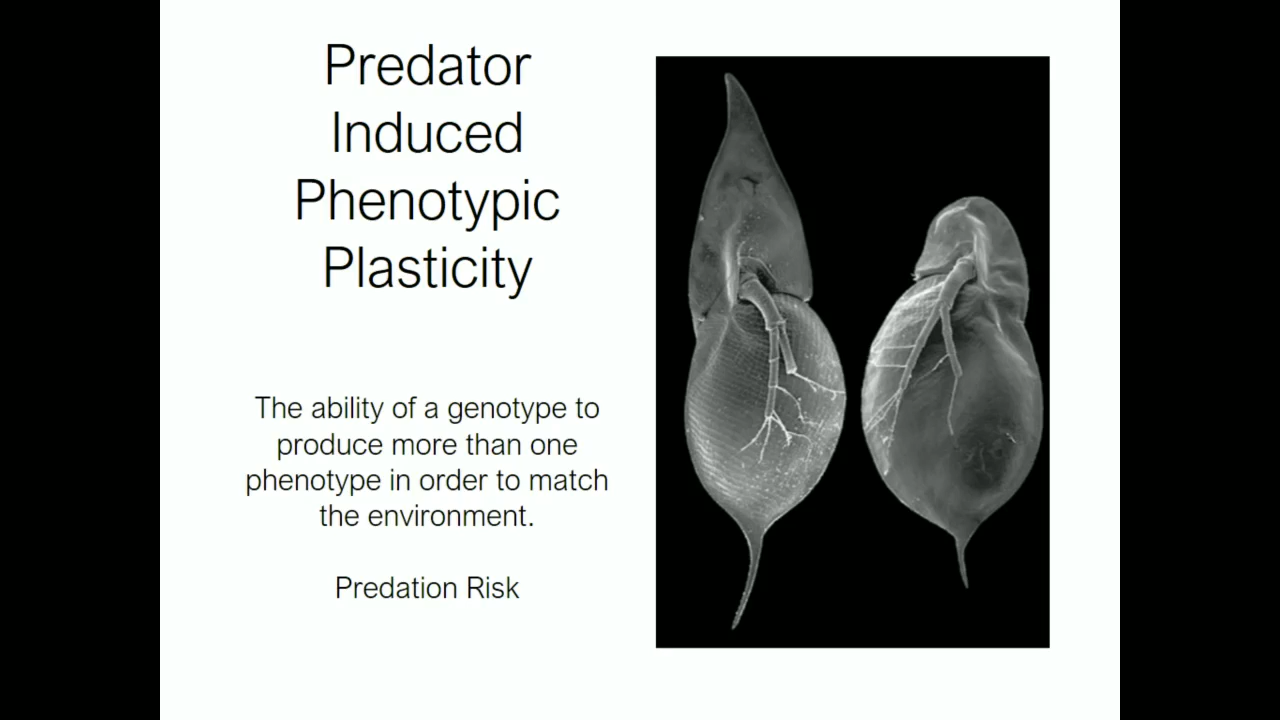 Predator
Induced
Phenotypic
Plasticity
The ability of a genotype to
produce more than one
phenotype in order to match
the environment.
Predation Risk